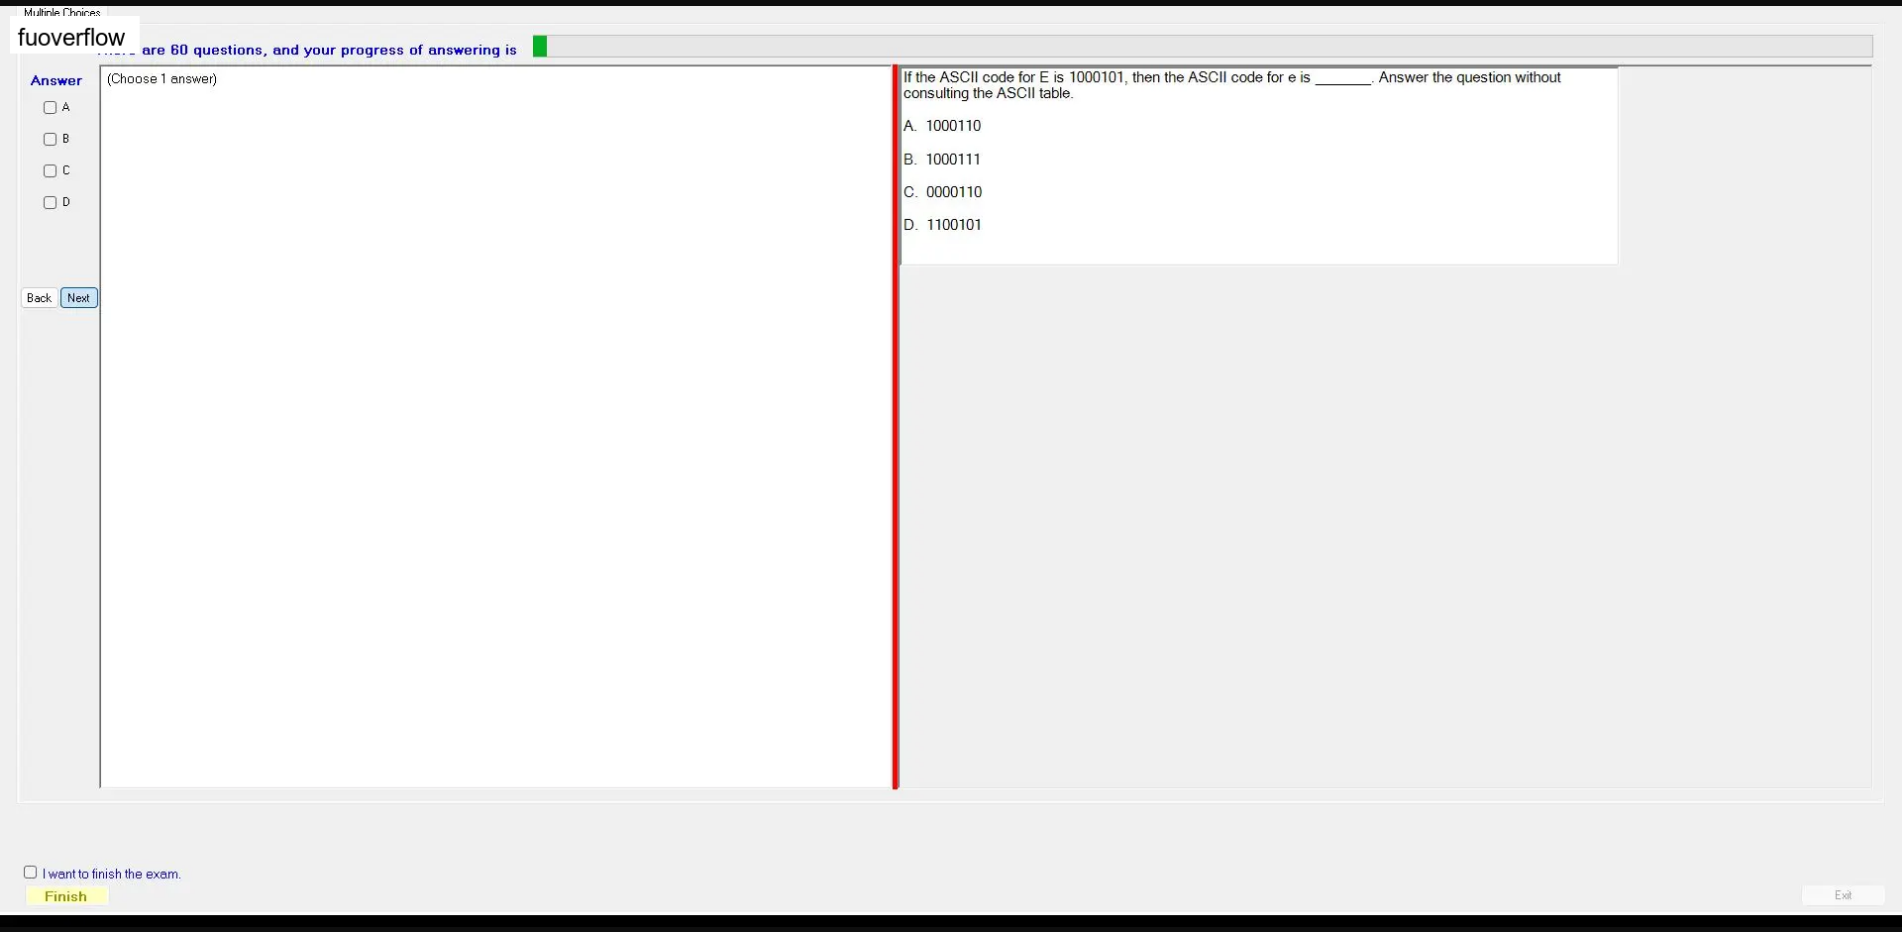 Multiple Choices
fuoverflow
are 60 questions, and your progress of answering is
Answer
A
B
C
D
Back Next
(Choose 1 answer)
If the ASCII code for E is 1000101, then the ASCII code for e is _______. Answer the question without
consulting the ASCII table.
A. 1000110
B. 1000111
C. 0000110
D. 1100101
I want to finish the exam.
Finish
Exit